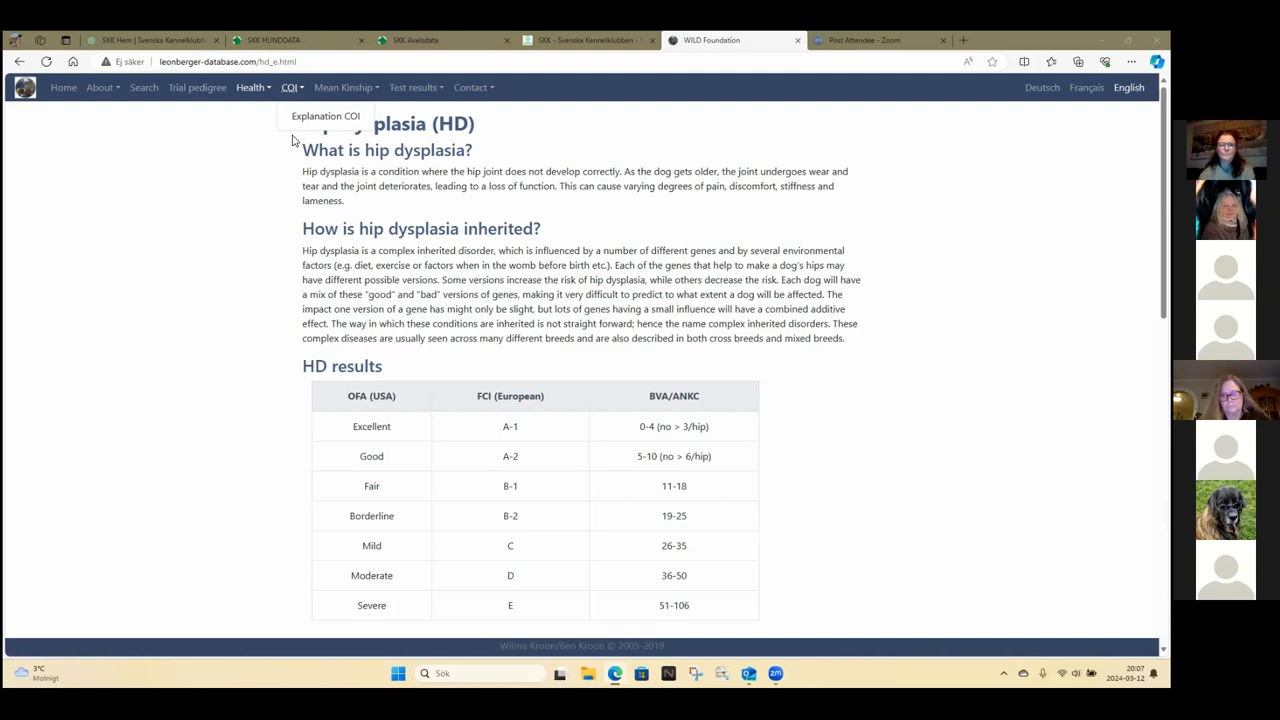 SKK Hem | Svenska Kennelklubb
SKK HUNDDATA
SKK Avelsdata
SKK - Svenska Kennelklubben -
WILD Foundation
Post Attendee - Zoom
Ej säker
leonberger-database.com/hd_e.html
Home
About
Search
Trial pedigree
Health
COI
Mean Kinship
Test results
Contact
Deutsch
Français
English
Explanation COI
plasia (HD)
What is hip dysplasia?
Hip dysplasia is a condition where the hip joint does not develop correctly. As the dog gets older, the joint undergoes wear and
tear and the joint deteriorates, leading to a loss of function. This can cause varying degrees of pain, discomfort, stiffness and
lameness.
How is hip dysplasia inherited?
Hip dysplasia is a complex inherited disorder, which is influenced by a number of different genes and by several environmental
factors (e.g. diet, exercise or factors when in the womb before birth etc.). Each of the genes that help to make a dog's hips may
have different possible versions. Some versions increase the risk of hip dysplasia, while others decrease the risk. Each dog will have
a mix of these "good" and "bad" versions of genes, making it very difficult to predict to what extent a dog will be affected. The
impact one version of a gene has might only be slight, but lots of genes having a small influence will have a combined additive
effect. The way in which these conditions are inherited is not straight forward; hence the name complex inherited disorders. These
complex diseases are usually seen across many different breeds and are also described in both cross breeds and mixed breeds.
HD results
OFA (USA) FCI (European) BVA/ANKC
Excellent A-1 0-4 (no > 3/hip)
Good A-2 5-10 (no > 6/hip)
Fair B-1 11-18
Borderline B-2 19-25
Mild C 26-35
Moderate D 36-50
Severe E 51-106
Wilma Kroon/Ben Kroon © 2005-2019
3°C
Molnigt
Sök
20:07
2024-03-12